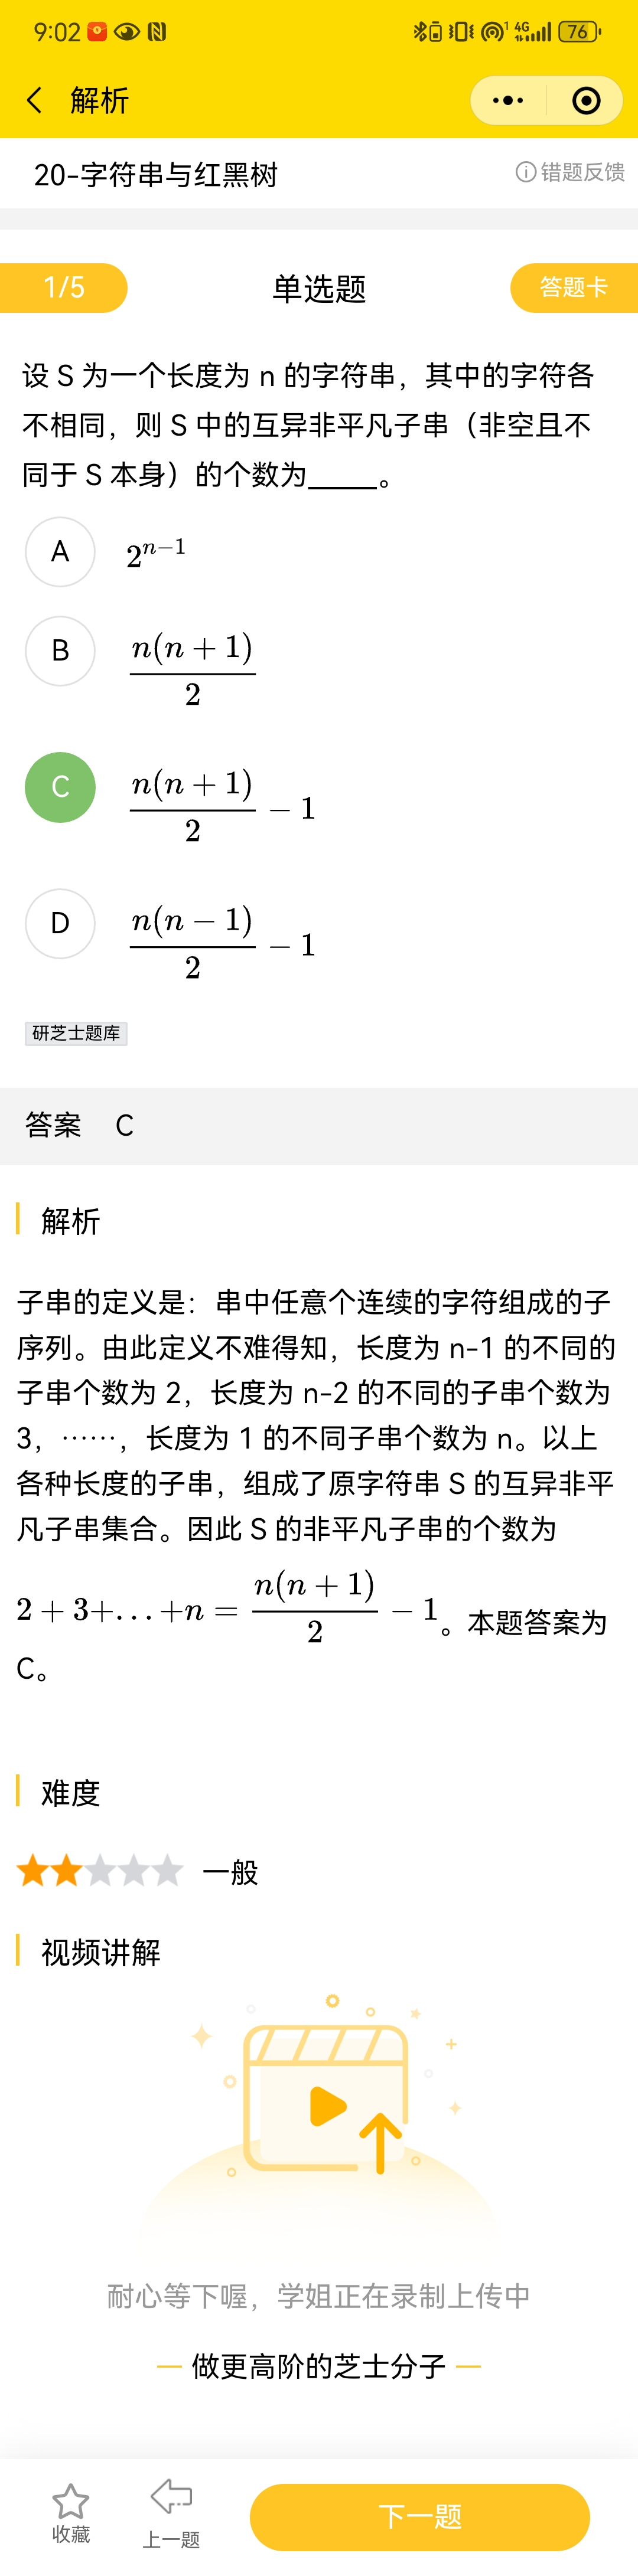 9:02
4G
76
解析
20-字符串与红黑树
错题反馈
1/5
单选题
答题卡
设 S 为一个长度为 n 的字符串，其中的字符各
不相同，则 S 中的互异非平凡子串（非空且不
同于 S 本身）的个数为_____。
A
2^{n-1}
B
\frac{n(n+1)}{2}
C
\frac{n(n+1)}{2} - 1
D
\frac{n(n-1)}{2} - 1
研芝士题库
答案 C
解析
子串的定义是：串中任意个连续的字符组成的子
序列。由此定义不难得知，长度为 n-1 的不同的
子串个数为 2，长度为 n-2 的不同的子串个数为
3，……，长度为 1 的不同子串个数为 n。以上
各种长度的子串，组成了原字符串 S 的互异非平
凡子串集合。因此 S 的非平凡子串的个数为
2 + 3+...+n = \frac{n(n+1)}{2} - 1。本题答案为
C。
难度
一般
视频讲解
耐心等下喔，学姐正在录制上传中
做更高阶的芝士分子
收藏
上一题
下一题